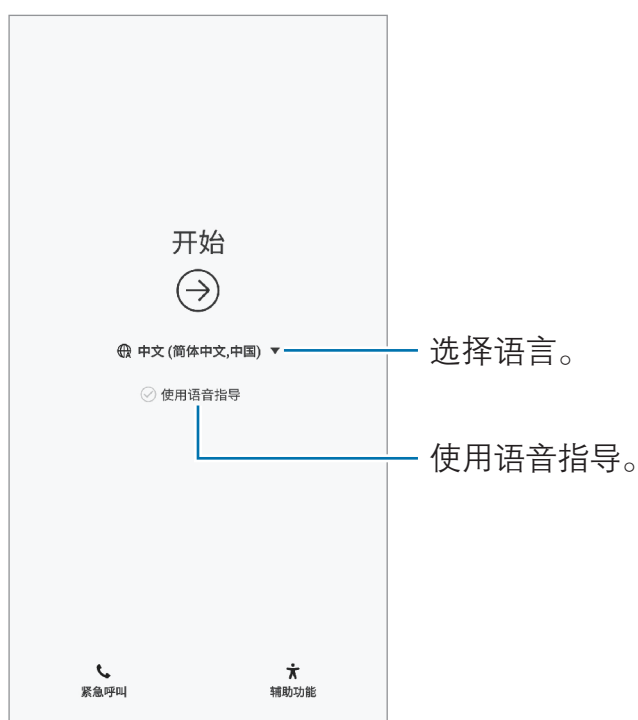 开始
中文 (简体中文,中国)
选择语言。
使用语音指导
使用语音指导。
紧急呼叫
辅助功能